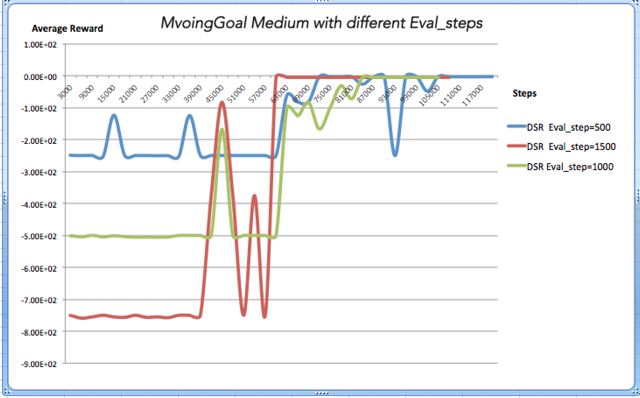 MvoingGoal Medium with different Eval_steps
Average Reward
1.00E+02
0.00E+00
-1.00E+02
-2.00E+02
-3.00E+02
-4.00E+02
-5.00E+02
-6.00E+02
-7.00E+02
-8.00E+02
-9.00E+02
3000 9000 15000 21000 27000 33000 39000 45000 51000 57000 63000 69000 75000 81000 87000 93000 99000 105000 111000 117000
Steps
DSR Eval_step=500
DSR Eval_step=1500
DSR Eval_step=1000